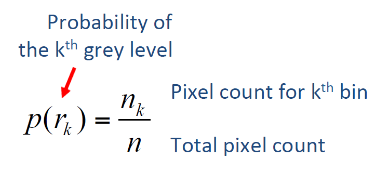 Probability of
the kᵗʰ grey level
p(rₖ) = nₖ / n
Pixel count for kᵗʰ bin
Total pixel count